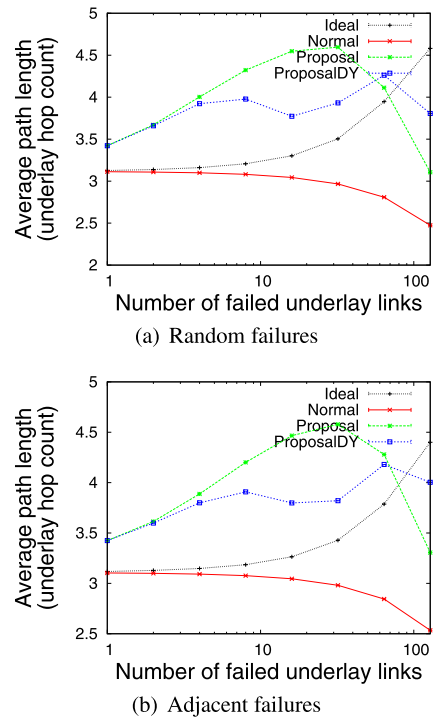 5
4.5
4
3.5
3
2.5
2
Average path length
(underlay hop count)
Ideal
Normal
Proposal
ProposalDY
1
10
100
Number of failed underlay links
(a) Random failures
5
4.5
4
3.5
3
2.5
Average path length
(underlay hop count)
Ideal
Normal
Proposal
ProposalDY
1
10
100
Number of failed underlay links
(b) Adjacent failures